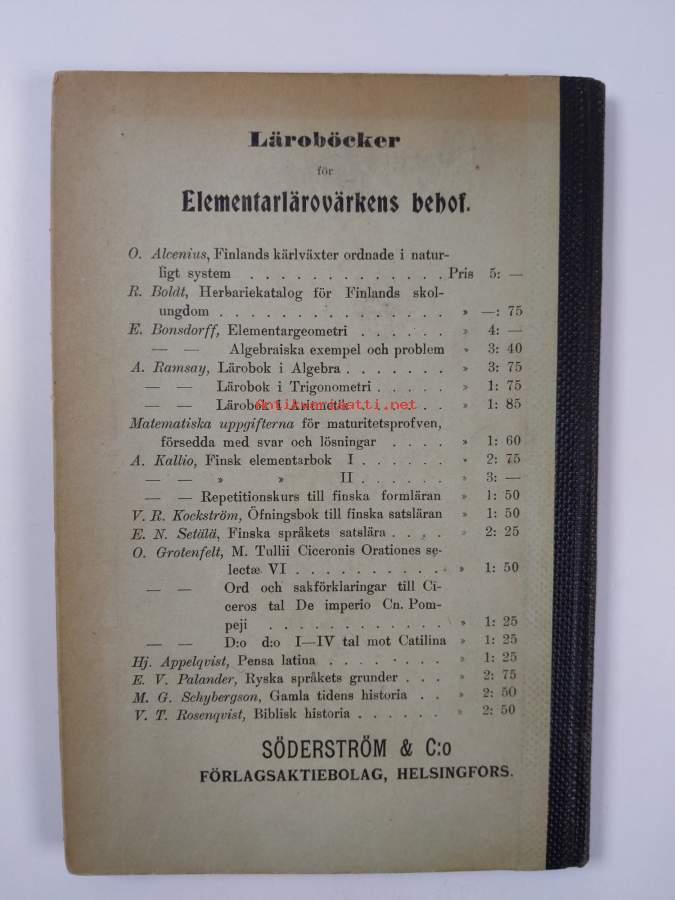 Läroböcker
för
Elementarlärovärkens behof.
O. Alcenius, Finlands kärlväxter ordnade i natur-
ligt system . . . . . . . . . . . . . Pris 5: —
R. Boldt, Herbariekatalog för Finlands skol-
ungdom . . . . . . . . . . . . . . . . » —: 75
E. Bonsdorff, Elementargeometri . . . . . . » 4: —
— — Algebraiska exempel och problem » 3: 40
A. Ramsay, Lärobok i Algebra . . . . . . . » 3: 75
— — Lärobok i Trigonometri . . . . . » 1: 75
— — Lärobok i Aritmetik . . . . . . » 1: 85
Antikvariaatti.net
Matematiska uppgifterna för maturitetsprofven,
försedda med svar och lösningar . . . . » 1: 60
A. Kallio, Finsk elementarbok I . . . . . . » 2: 75
— — » » II . . . . . . » 3: —
— — Repetitionskurs till finska formläran » 1: 50
V. R. Kockström, Öfningsbok till finska satsläran » 1: 50
E. N. Setälä, Finska språkets satslära . . . . » 2: 25
O. Grotenfelt, M. Tullii Ciceronis Orationes se-
lectæ VI . . . . . . . . . . . » 1: 50
— — Ord och sakförklaringar till Ci-
ceros tal De imperio Cn. Pom-
peji . . . . . . . . . . . . . » 1: 25
— — D:o d:o I—IV tal mot Catilina » 1: 25
Hj. Appelqvist, Pensa latina . . . . . . . . » 1: 25
E. V. Palander, Ryska språkets grunder . . . » 2: 75
M. G. Schybergson, Gamla tidens historia . . » 2: 50
V. T. Rosenqvist, Biblisk historia . . . . . . » 2: 50
SÖDERSTRÖM & C:o
FÖRLAGSAKTIEBOLAG, HELSINGFORS.